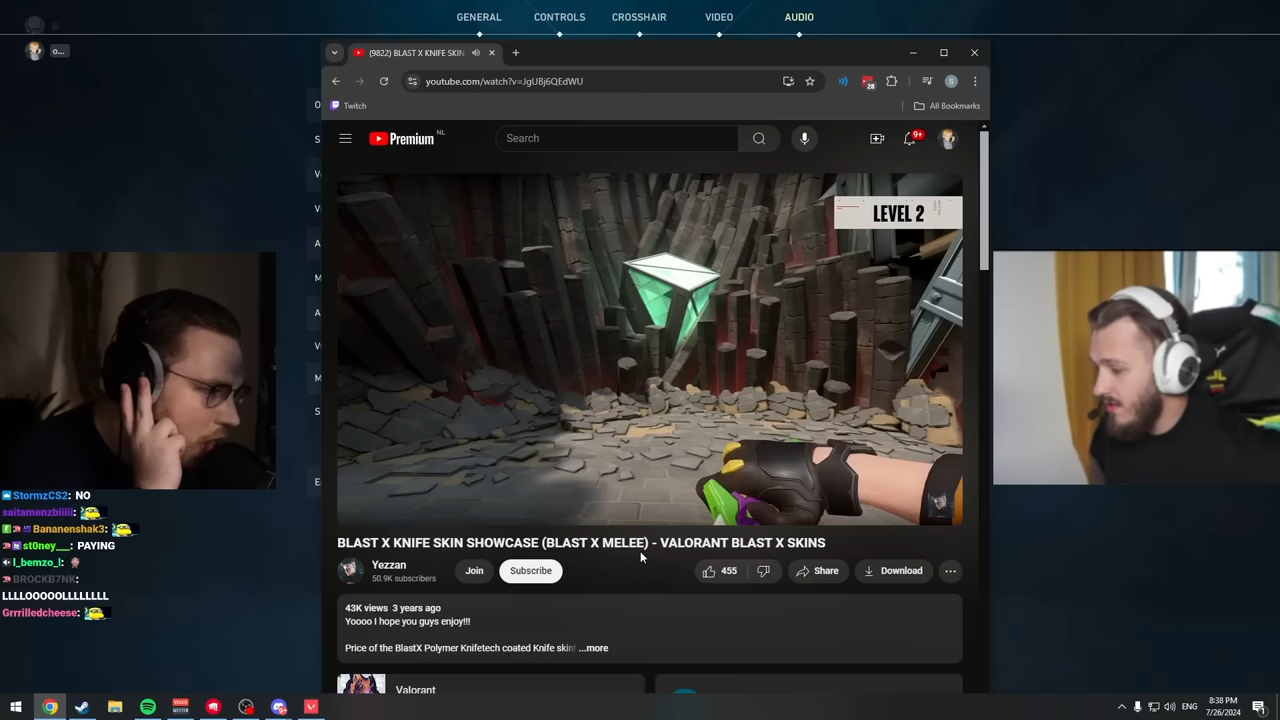 GENERAL
CONTROLS
CROSSHAIR
VIDEO
AUDIO
o...
(9822) BLAST X KNIFE SKIN
youtube.com/watch?v=JgUBj6QEdWU
28
S
Twitch
All Bookmarks
Premium
NL
Search
9+
LEVEL 2
BLAST X KNIFE SKIN SHOWCASE (BLAST X MELEE) - VALORANT BLAST X SKINS
Yezzan
50.9K subscribers
Join
Subscribe
455
Share
Download
43K views 3 years ago
Yoooo I hope you guys enjoy!!!
Price of the BlastX Polymer Knifetech coated Knife skin
...more
Valorant
StormzCS2: NO
saitamenzbiiiii:
Bananenshak3:
st0ney___: PAYING
l_bemzo_l:
BROCKB7NK:
LLLLOOOOOLLLLLLLL
Grrrilledcheese:
ENG
8:38 PM
7/26/2024